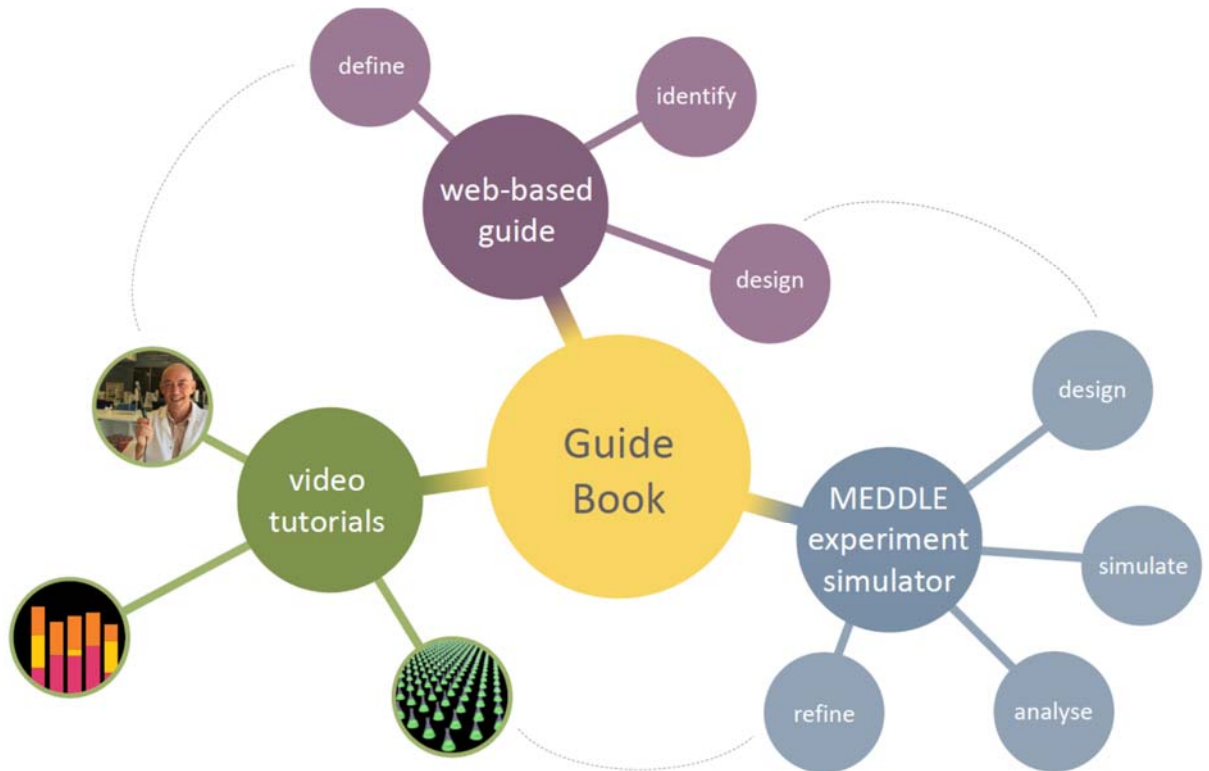 define
identify
web-based
guide
design
design
Guide
Book
video
tutorials
MEDDLE
experiment
simulator
simulate
refine
analyse